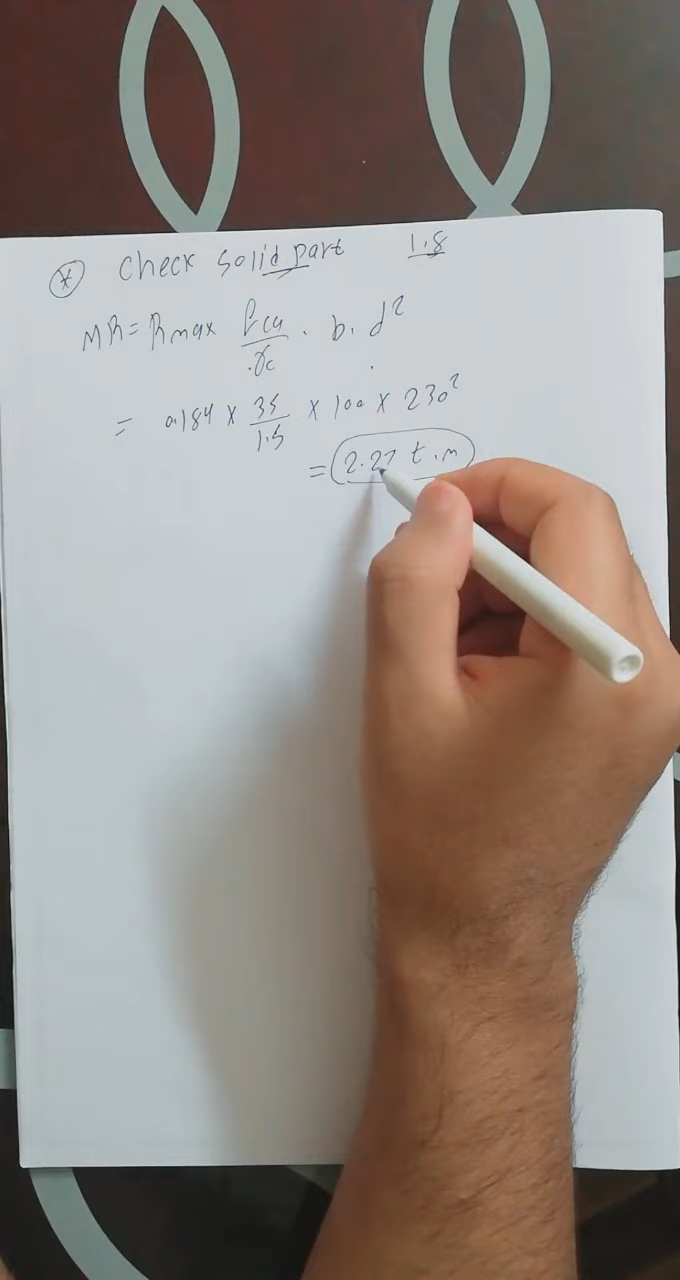 * Check Solid part 1.8
MR = Rmax fcu/γc . b . d²
= 0.184 × 35/1.5 × 100 × 230²
= 2.27 t.m